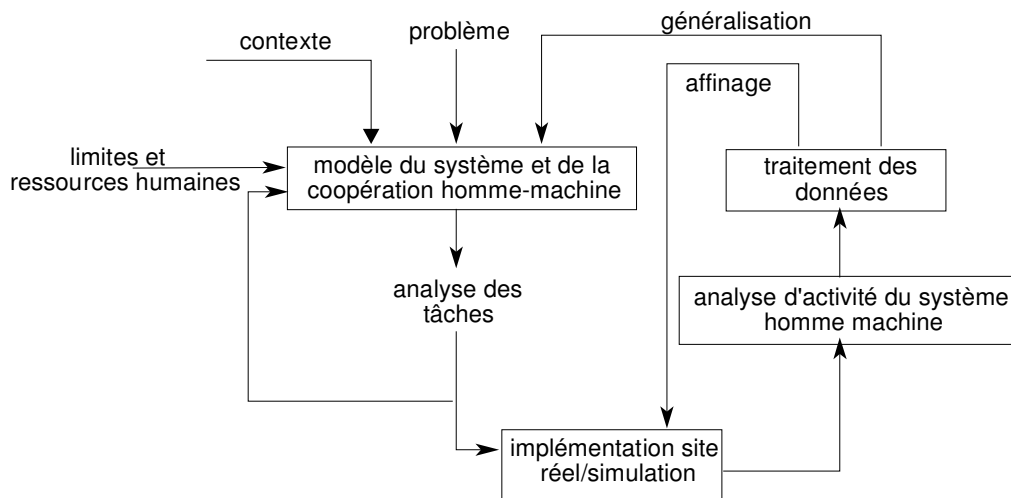 contexte
problème
généralisation
affinage
limites et
ressources humaines
modèle du système et de la
coopération homme-machine
traitement des
données
analyse des
tâches
analyse d'activité du système
homme machine
implémentation site
réel/simulation